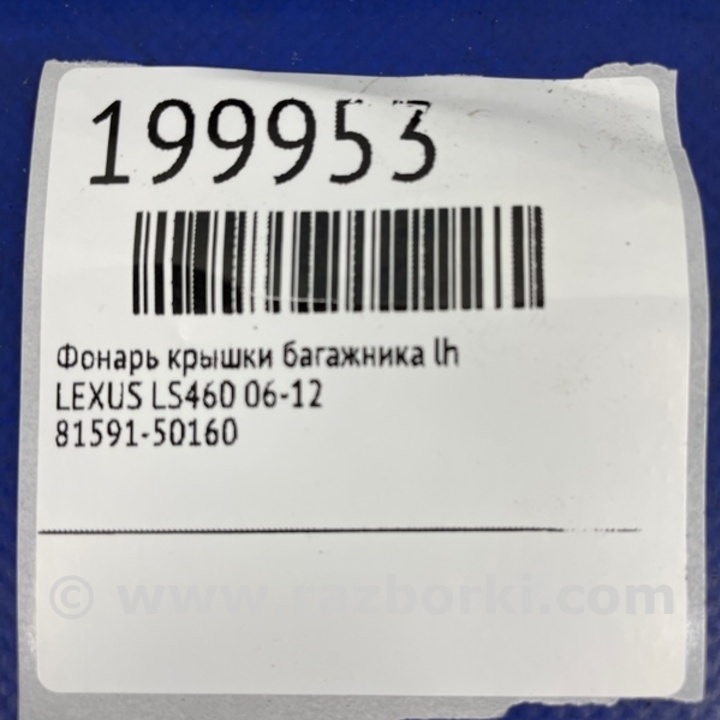 199953
Фонарь крышки багажника lh
LEXUS LS460 06-12
81591-50160
© www.razborki.com